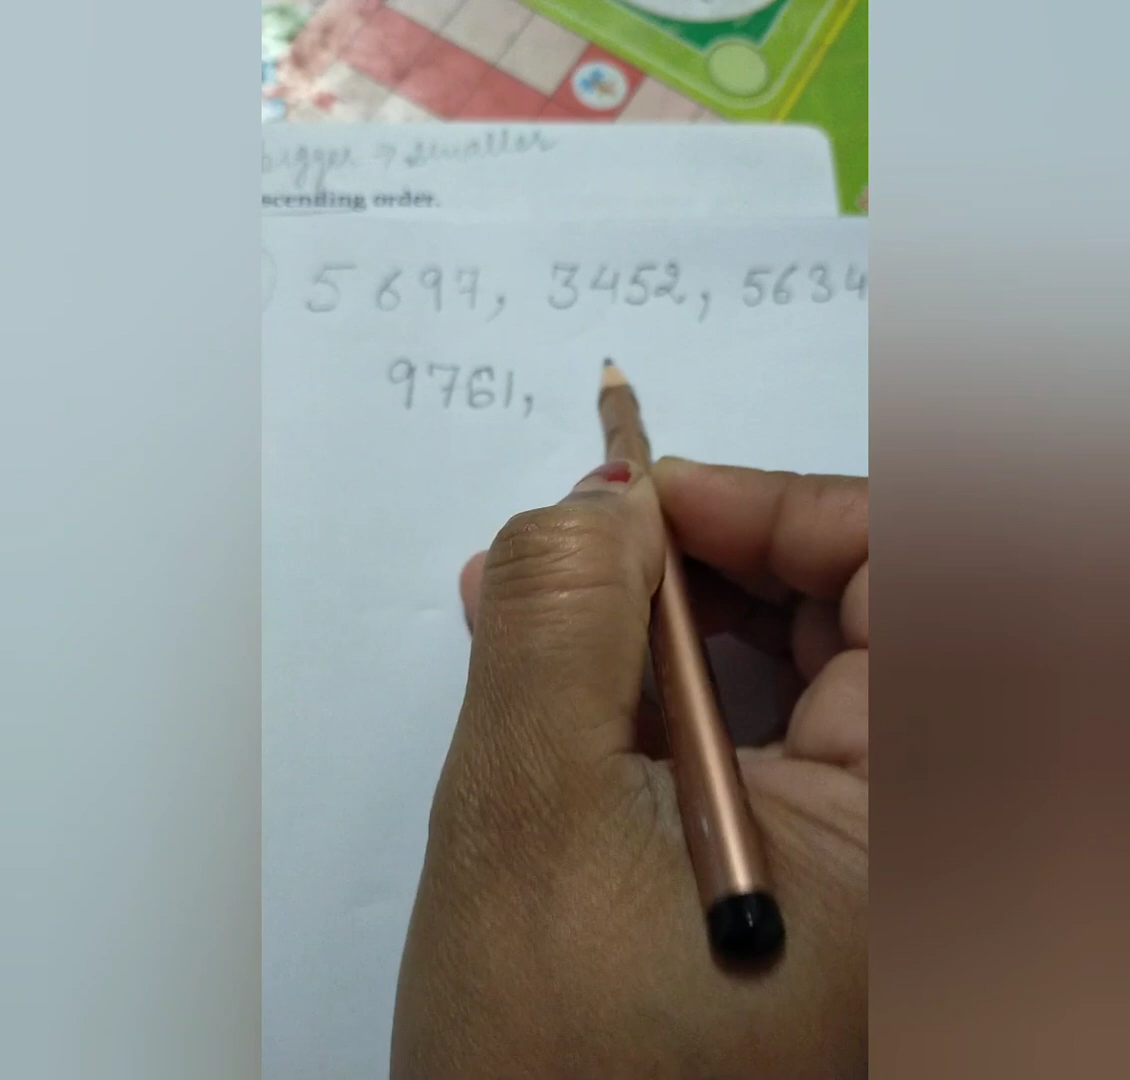 bigger → smaller
scending order.
5697, 3452, 5634
9761,